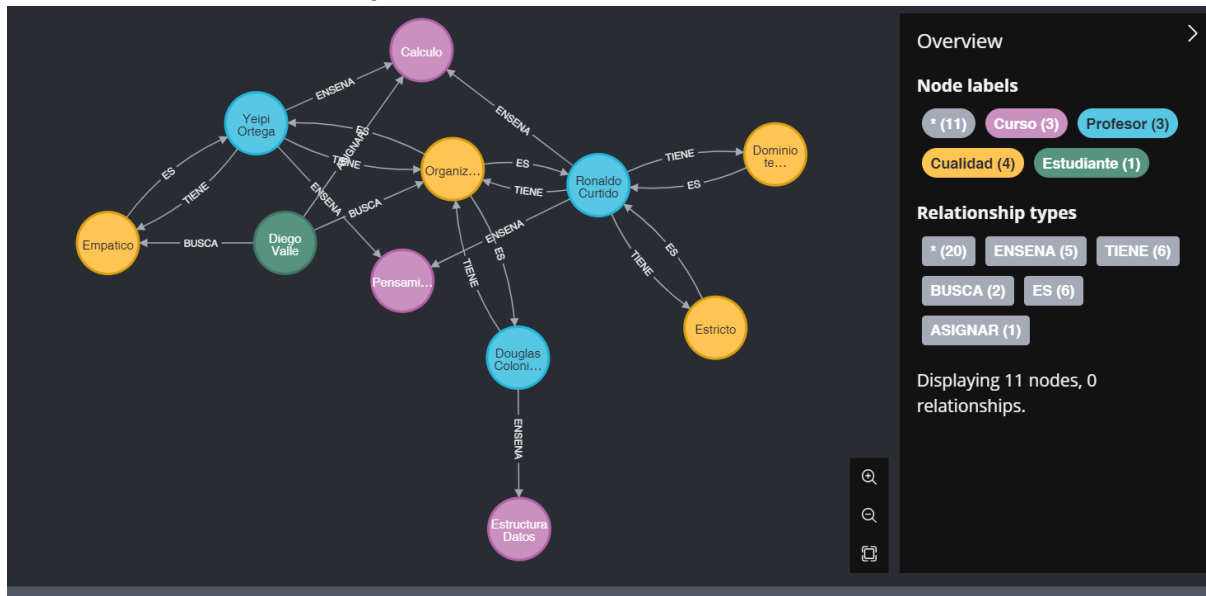 Calculo
ENSENA
Yeipi
Ortega
ES
ASIGNAR
ENSENA
TIENE
Organiz...
ES
TIENE
Ronaldo
Curtido
TIENE
Dominio
te...
ES
ES
TIENE
ENSENA
BUSCA
Empatico
BUSCA
Diego
Valle
Pensami...
ENSENA
TIENE
ES
TIENE
ES
Estricto
Douglas
Coloni...
ENSENA
Estructura
Datos
Overview
Node labels
* (11) Curso (3) Profesor (3)
Cualidad (4) Estudiante (1)
Relationship types
* (20) ENSENA (5) TIENE (6)
BUSCA (2) ES (6)
ASIGNAR (1)
Displaying 11 nodes, 0
relationships.